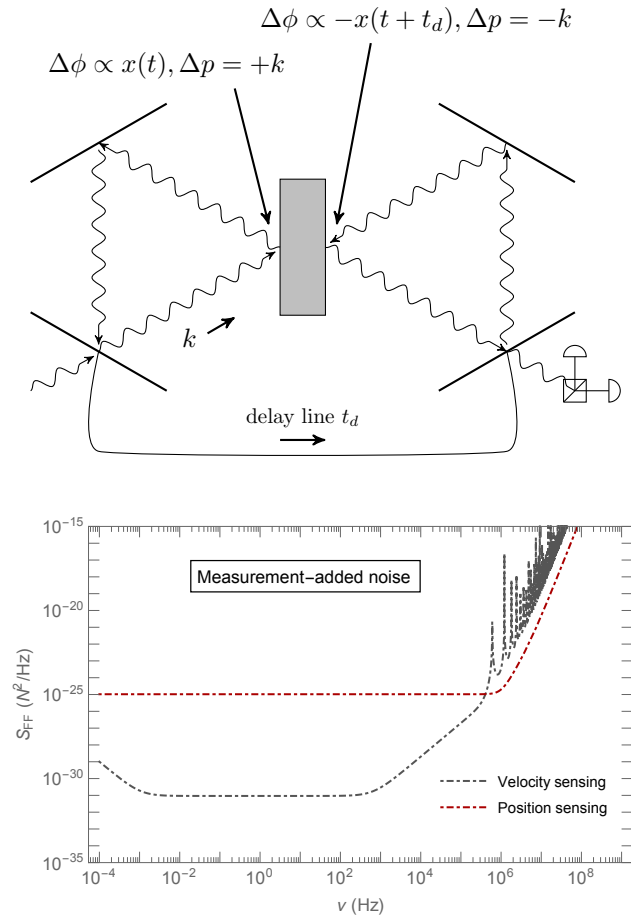 Δϕ ∝ −x(t + t_d), Δp = −k
Δϕ ∝ x(t), Δp = +k
k
delay line t_d
10^−15
10^−20
10^−25
10^−30
10^−35
S_FF (N²/Hz)
Measurement−added noise
Velocity sensing
Position sensing
10^−4
10^−2
10^0
10^2
10^4
10^6
10^8
ν (Hz)